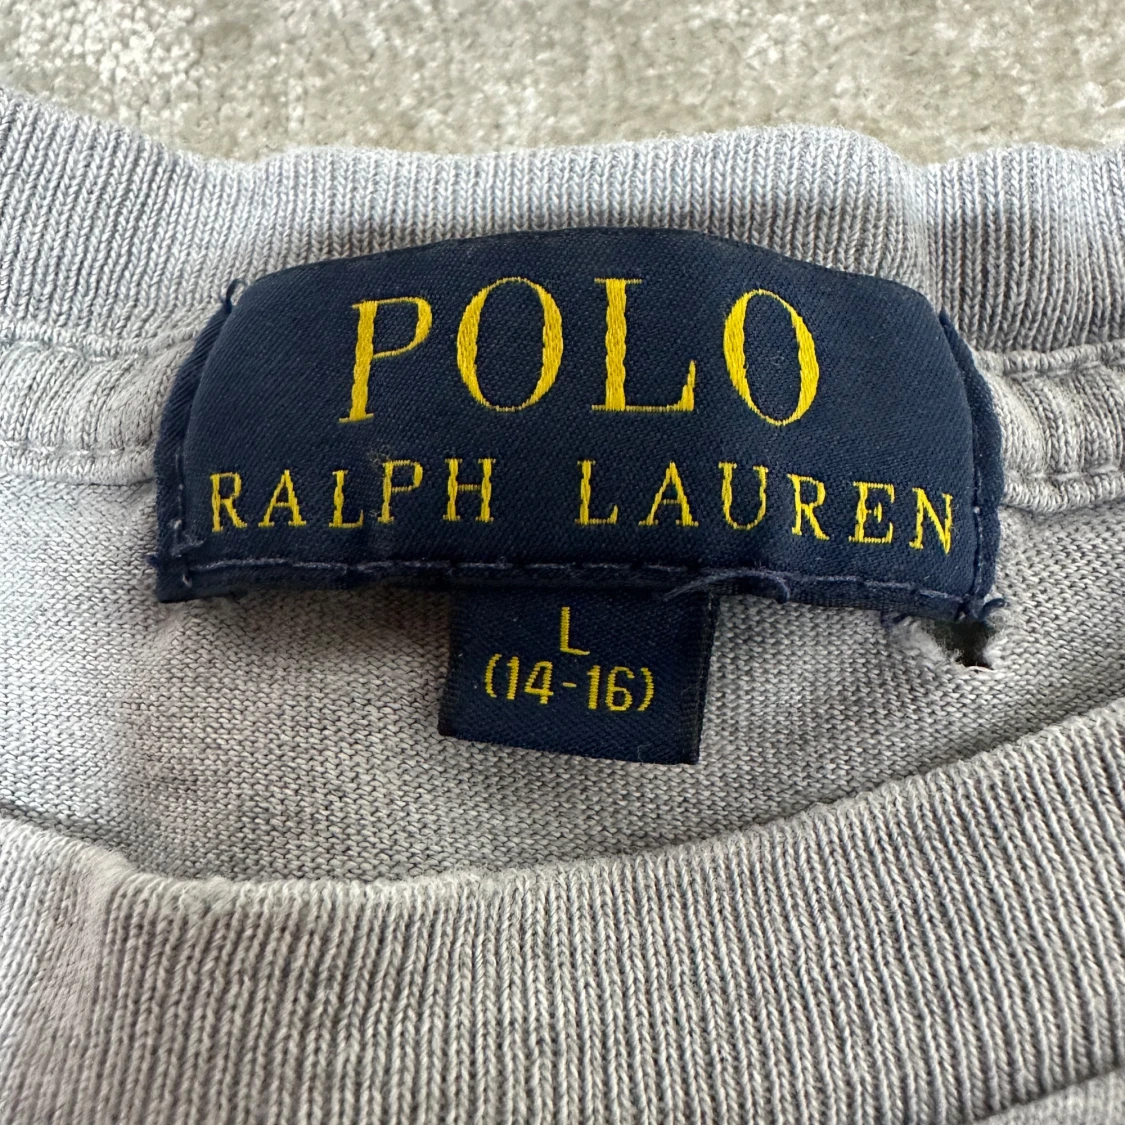 POLO
RALPH LAUREN
L
(14-16)